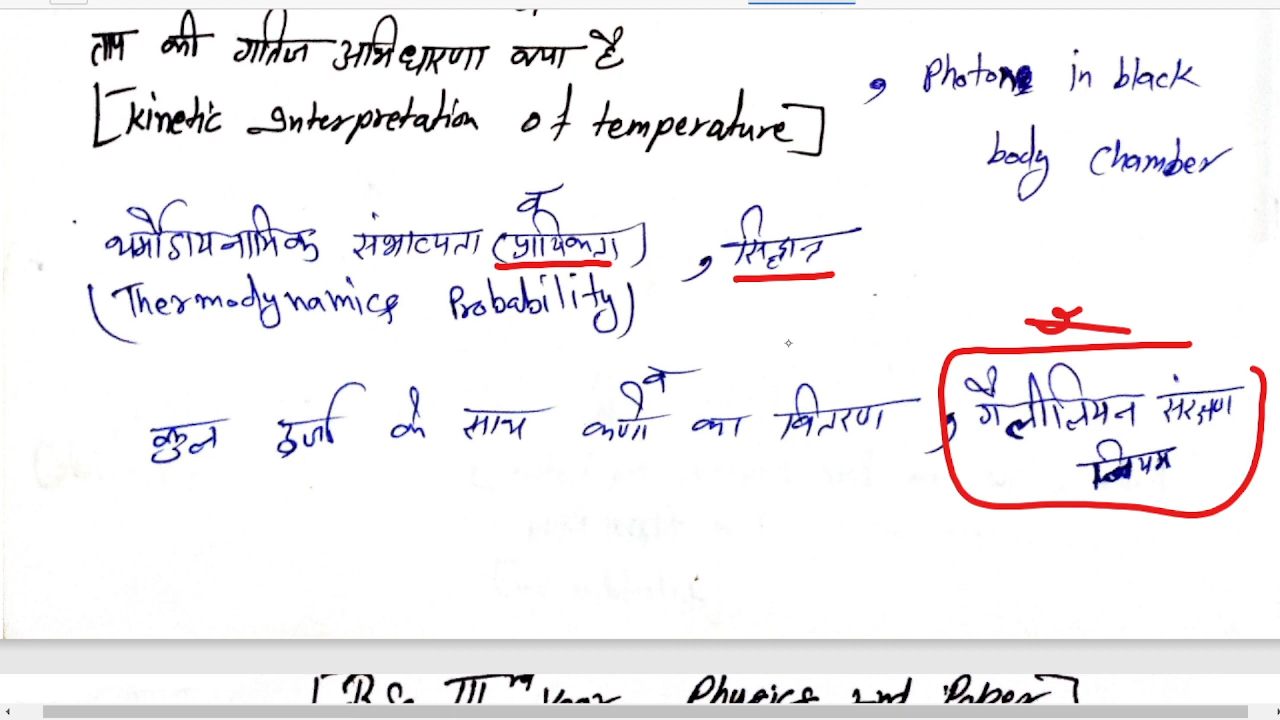 ताप की गतिज अभिधारणा क्या है
[kinetic Interpretation of temperature]
, Photons in black
body Chamber
व
थर्मोडायनामिक संभाव्यता (प्रायिकता) , सिद्धान्त
(Thermodynamics Probability)
व
कुल ऊर्जा के साथ कणों का वितरण ,
गैलीलियन संरक्षण
नियम
[B.Sc IIIrd year Physics 2nd Paper]